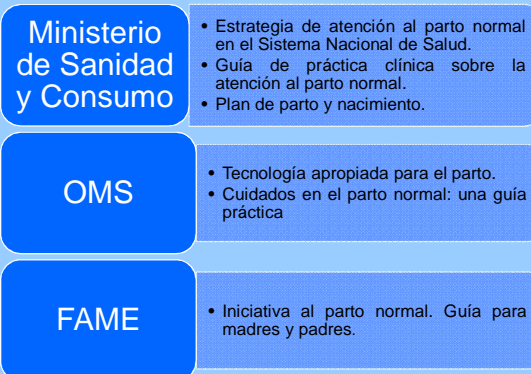 Ministerio
de Sanidad
y Consumo
• Estrategia de atención al parto normal
en el Sistema Nacional de Salud.
• Guía de práctica clínica sobre la
atención al parto normal.
• Plan de parto y nacimiento.
OMS
• Tecnología apropiada para el parto.
• Cuidados en el parto normal: una guía
práctica
FAME
• Iniciativa al parto normal. Guía para
madres y padres.